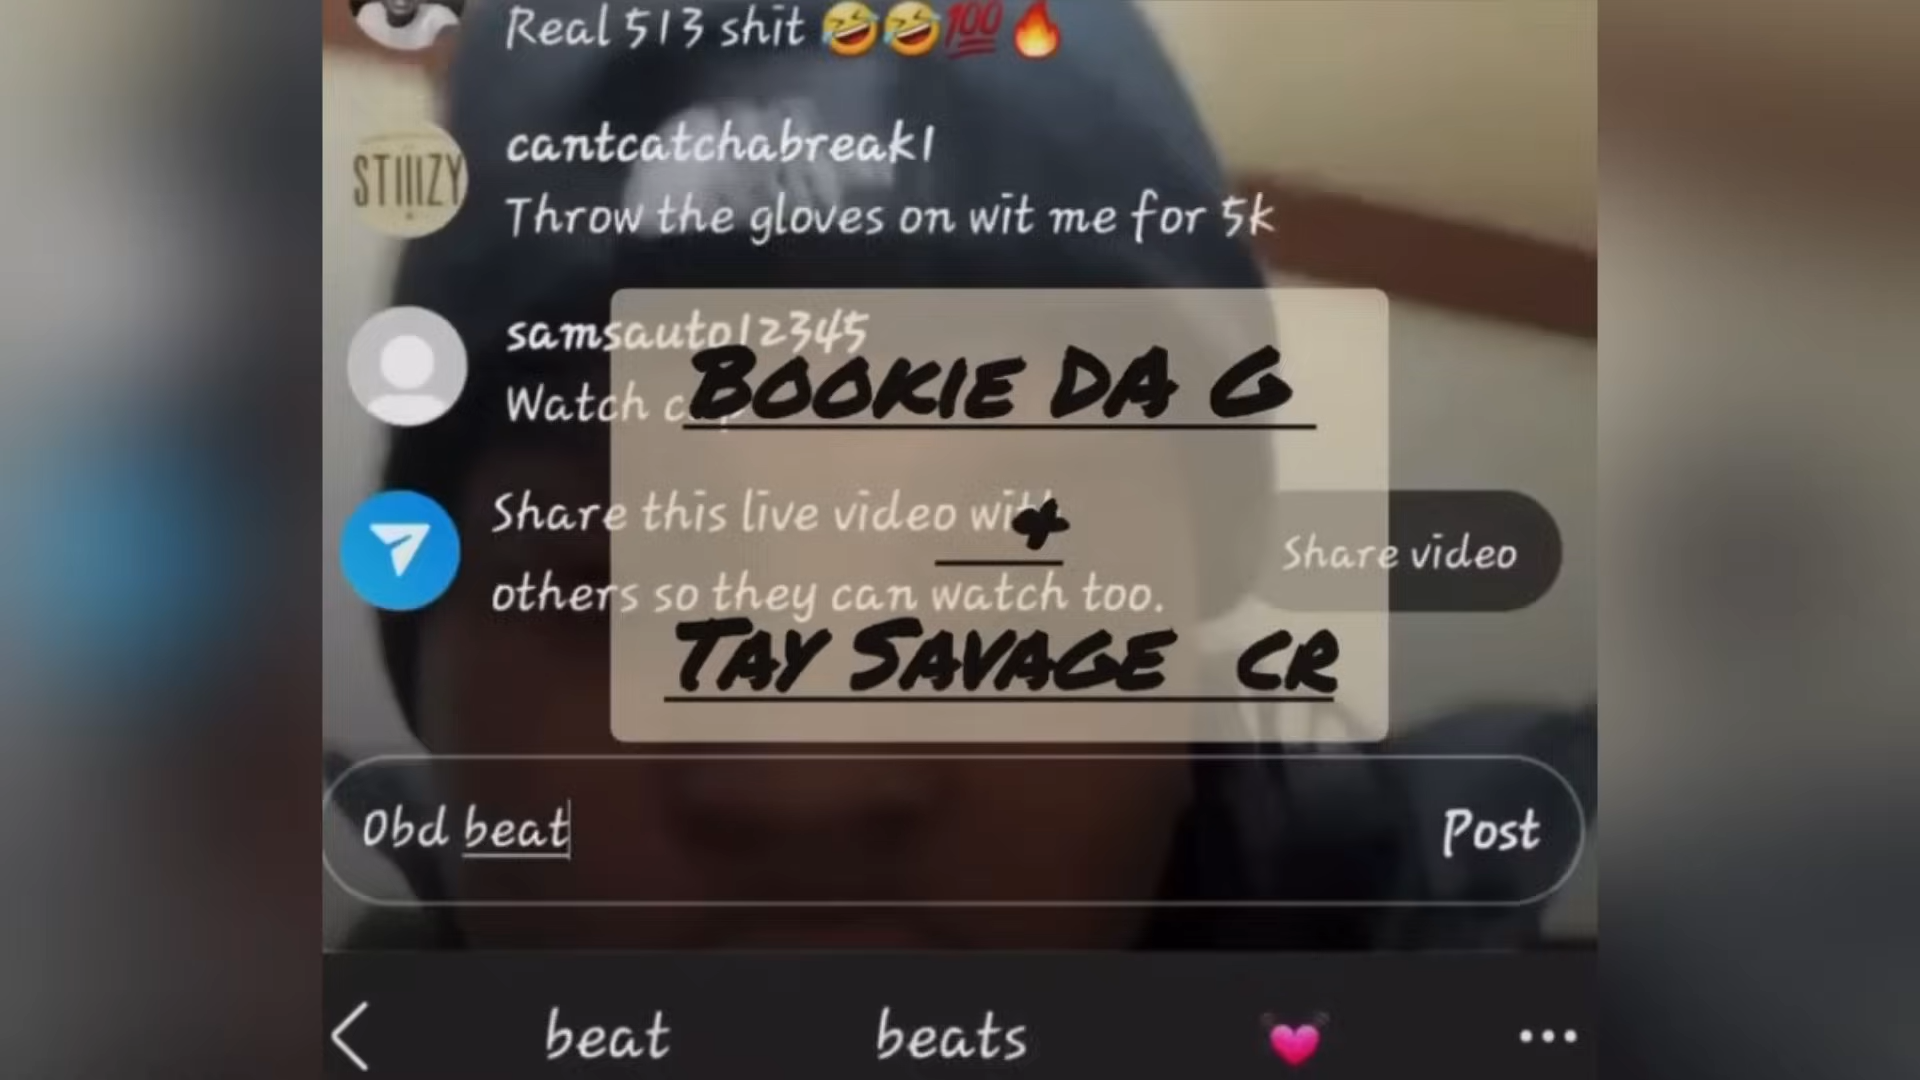 Real 513 shit 🤣🤣💯🔥
STIIIZY
cantcatchabreak1
Throw the gloves on wit me for 5k
samsauto12345
Watch
BOOKIE DA G
Share this live video with
+
others so they can watch too.
Share video
TAY SAVAGE CR
Obd beat
Post
beat beats 💓